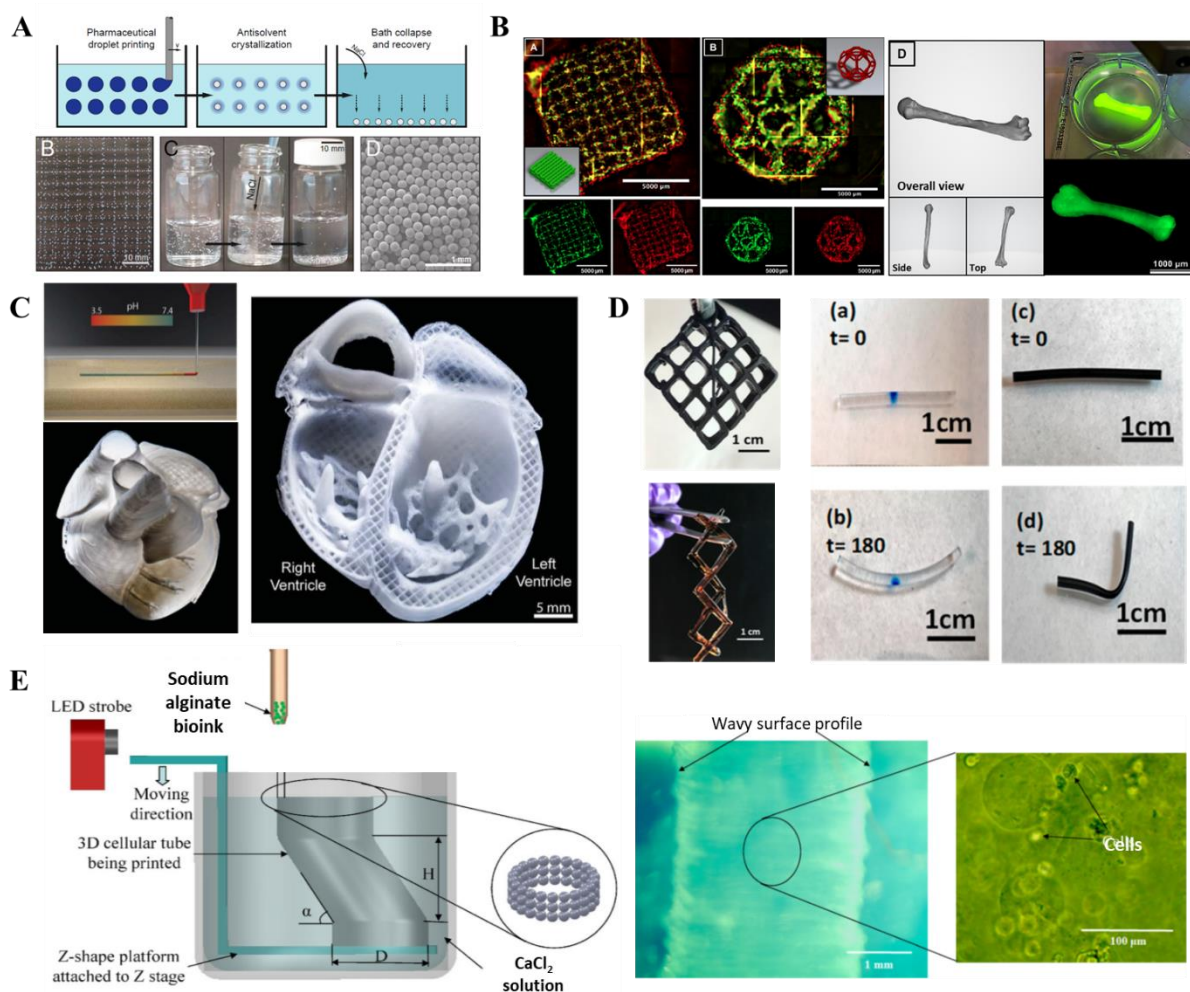 A
Pharmaceutical
droplet printing
v
Antisolvent
crystallization
NaCl
Bath collapse
and recovery
B
10 mm
C
NaCl
10 mm
D
1 mm
B
A
5000 µm
5000 µm
5000 µm
B
5000 µm
5000 µm
5000 µm
D
Overall view
Side
Top
1000 µm
C
pH
3.5
7.4
Right
Ventricle
Left
Ventricle
5 mm
D
1 cm
1 cm
(a)
t= 0
1cm
(c)
t= 0
1cm
(b)
t= 180
1cm
(d)
t= 180
1cm
E
LED strobe
Sodium
alginate
bioink
Moving
direction
3D cellular tube
being printed
H
α
D
Z-shape platform
attached to Z stage
CaCl₂
solution
Wavy surface profile
1 mm
Cells
100 µm